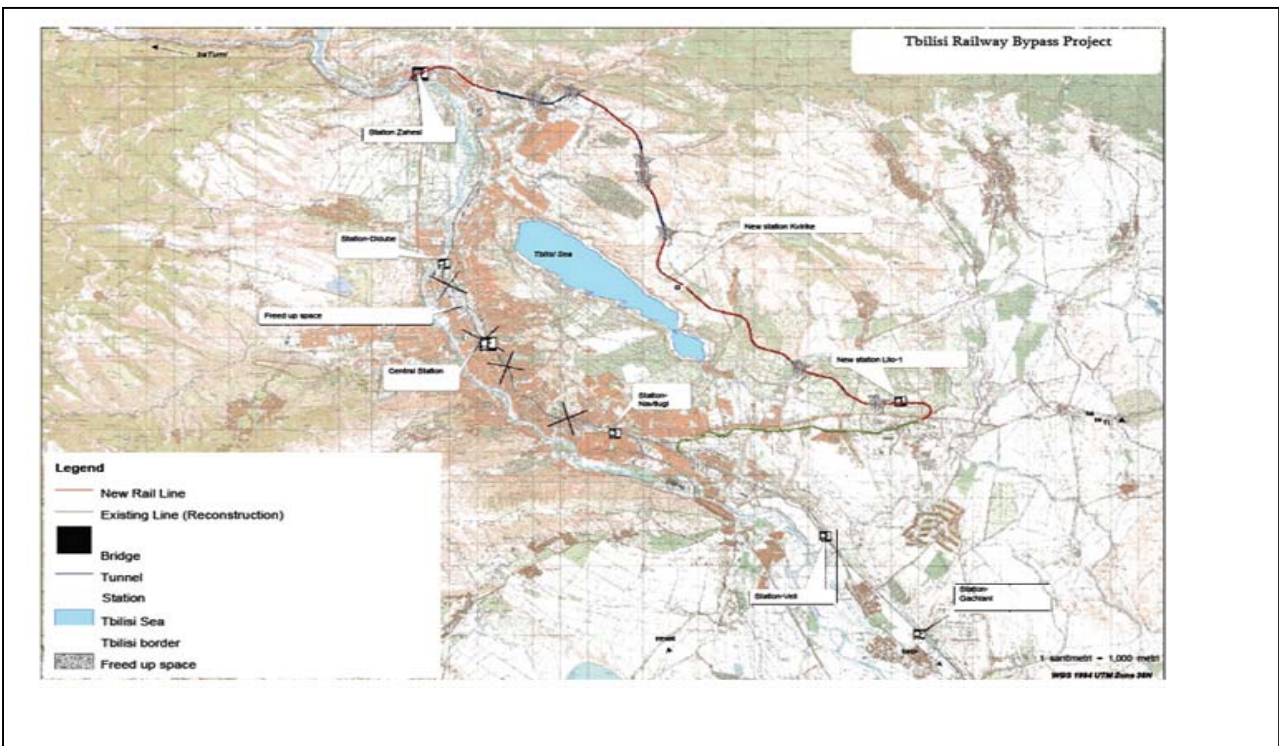 Tbilisi Railway Bypass Project
baTumi
Station Zahesi
Station-Didube
Tbilisi Sea
New station Kvirike
Freed up space
Central Station
New station Lilo-1
Station-
Navtlugi
Legend
New Rail Line
Existing Line (Reconstruction)
Bridge
Tunnel
Station
Tbilisi Sea
Tbilisi border
Freed up space
Station-Veli
Station-
Gachiani
1 santimetri = 1,000 metri
WGS 1984 UTM Zone 38N